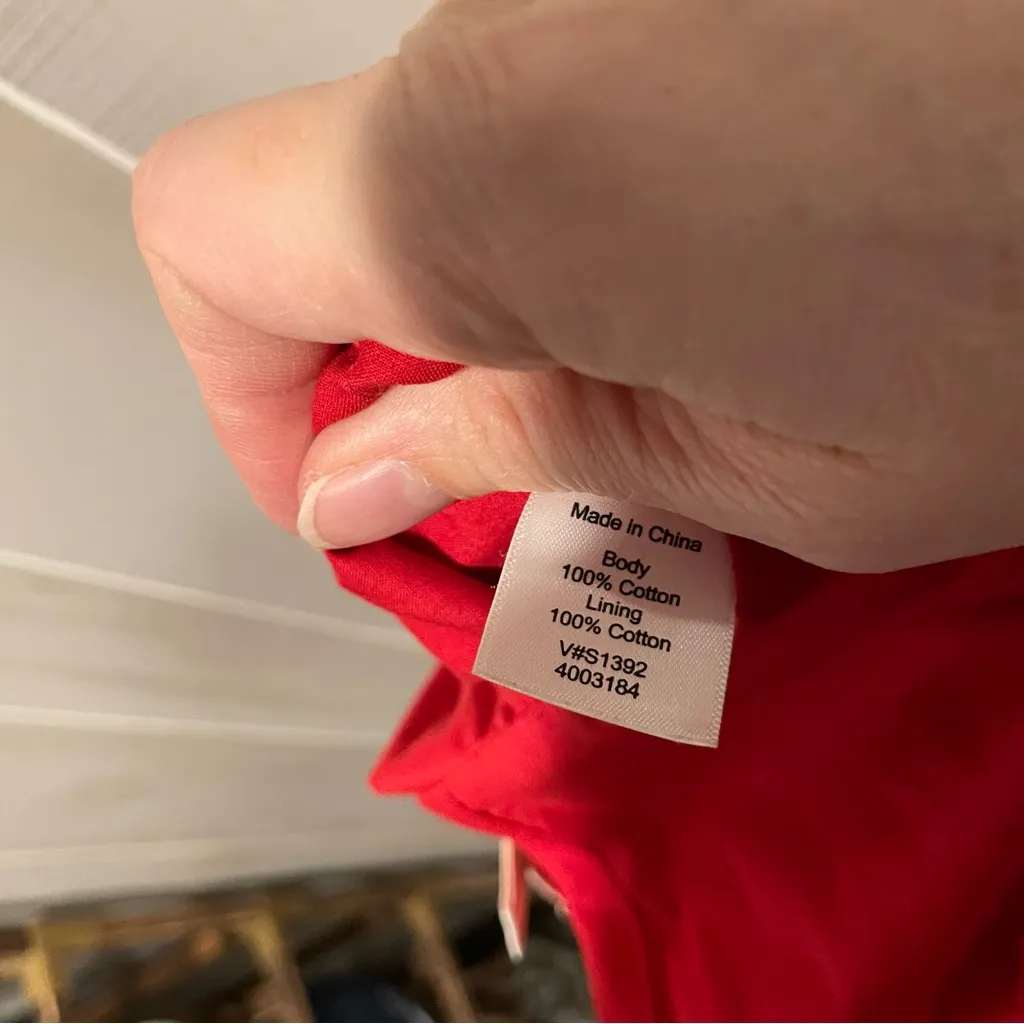 Made in China
Body
100% Cotton
Lining
100% Cotton
V#S1392
4003184